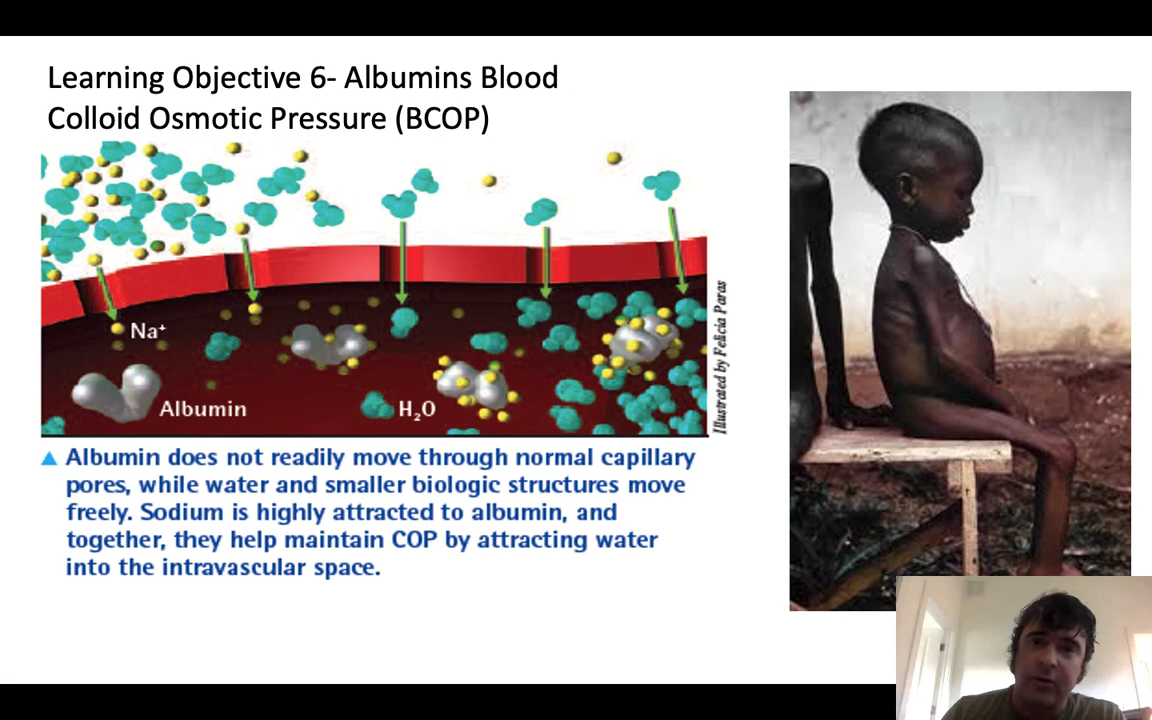 Learning Objective 6- Albumins Blood
Colloid Osmotic Pressure (BCOP)
Na⁺
Albumin
H₂O
Illustrated by Felicia Paras
Albumin does not readily move through normal capillary
pores, while water and smaller biologic structures move
freely. Sodium is highly attracted to albumin, and
together, they help maintain COP by attracting water
into the intravascular space.